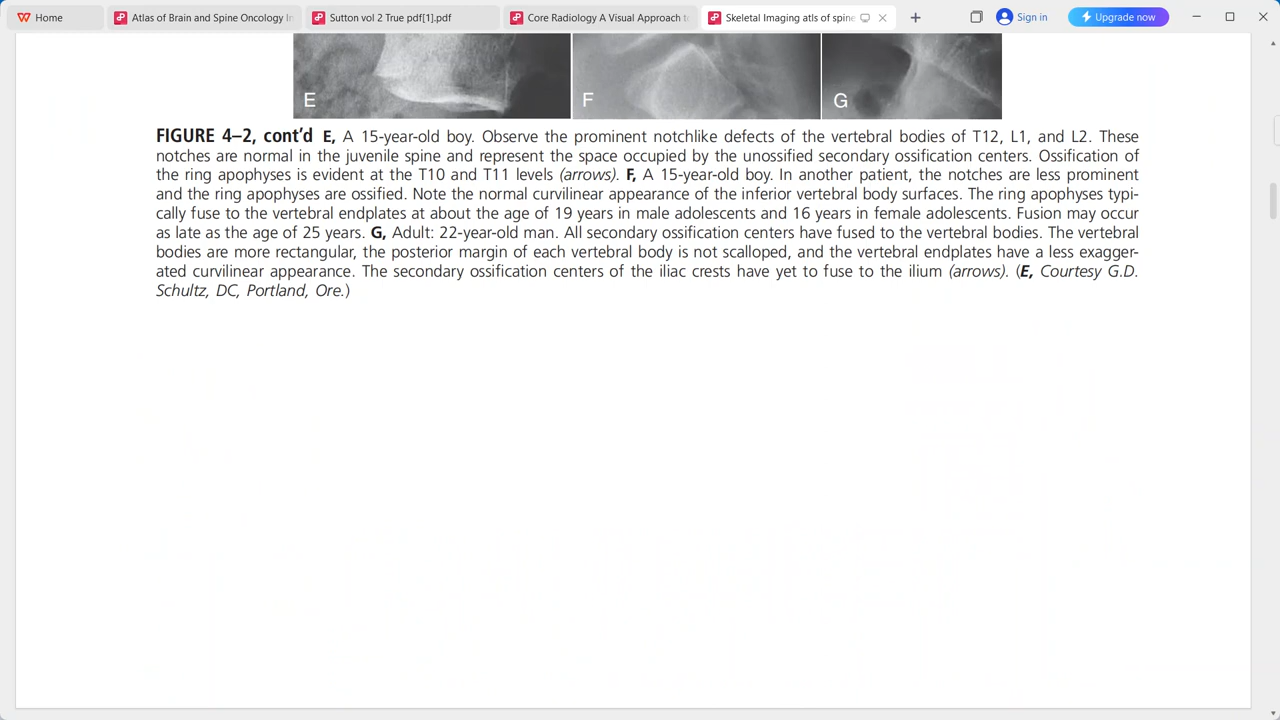 Home
Atlas of Brain and Spine Oncology I
Sutton vol 2 True pdf[1].pdf
Core Radiology A Visual Approach t
Skeletal Imaging atls of spine
Sign in
Upgrade now
E
F
G
FIGURE 4–2, cont'd E, A 15-year-old boy. Observe the prominent notchlike defects of the vertebral bodies of T12, L1, and L2. These
notches are normal in the juvenile spine and represent the space occupied by the unossified secondary ossification centers. Ossification of
the ring apophyses is evident at the T10 and T11 levels (arrows). F, A 15-year-old boy. In another patient, the notches are less prominent
and the ring apophyses are ossified. Note the normal curvilinear appearance of the inferior vertebral body surfaces. The ring apophyses typi-
cally fuse to the vertebral endplates at about the age of 19 years in male adolescents and 16 years in female adolescents. Fusion may occur
as late as the age of 25 years. G, Adult: 22-year-old man. All secondary ossification centers have fused to the vertebral bodies. The vertebral
bodies are more rectangular, the posterior margin of each vertebral body is not scalloped, and the vertebral endplates have a less exagger-
ated curvilinear appearance. The secondary ossification centers of the iliac crests have yet to fuse to the ilium (arrows). (E, Courtesy G.D.
Schultz, DC, Portland, Ore.)